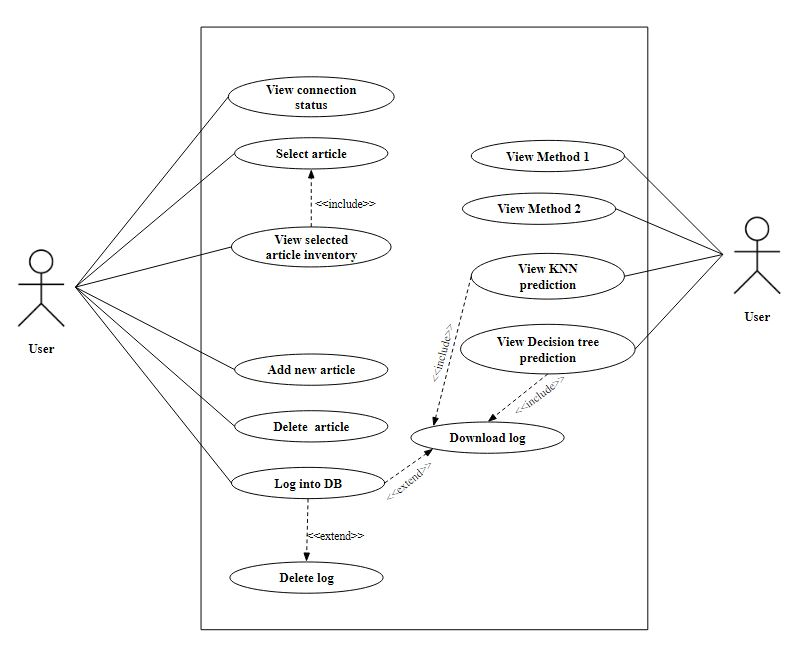 View connection
status
Select article
<<include>>
View selected
article inventory
Add new article
Delete  article
Log into DB
<<extend>>
<<extend>>
Delete log
View Method 1
View Method 2
View KNN
prediction
<<include>>
View Decision tree
prediction
<<include>>
Download log
User
User